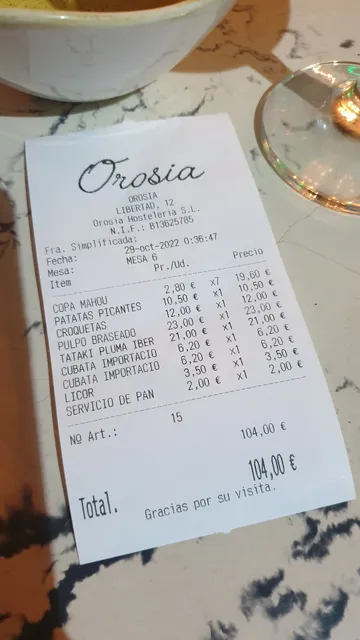 Orosia
OROSIA
LIBERTAD, 12
Orosia Hosteleria S.L.
N.I.F.: B13625785
Fra. Simplificada:
Fecha: 29-oct-2022 0:36:47
Mesa: MESA 6
Item Pr./Ud. Precio
COPA MAHOU 2,80 € x7 19,60 €
PATATAS PICANTES 10,50 € x1 10,50 €
CROQUETAS 12,00 € x1 12,00 €
PULPO BRASEADO 23,00 € x1 23,00 €
TATAKI PLUMA IBER 21,00 € x1 21,00 €
CUBATA IMPORTACIO 6,20 € x1 6,20 €
CUBATA IMPORTACIO 6,20 € x1 6,20 €
LICOR 3,50 € x1 3,50 €
SERVICIO DE PAN 2,00 € x1 2,00 €
Nº Art.: 15 104,00 €
Total. 104,00 €
Gracias por su visita.